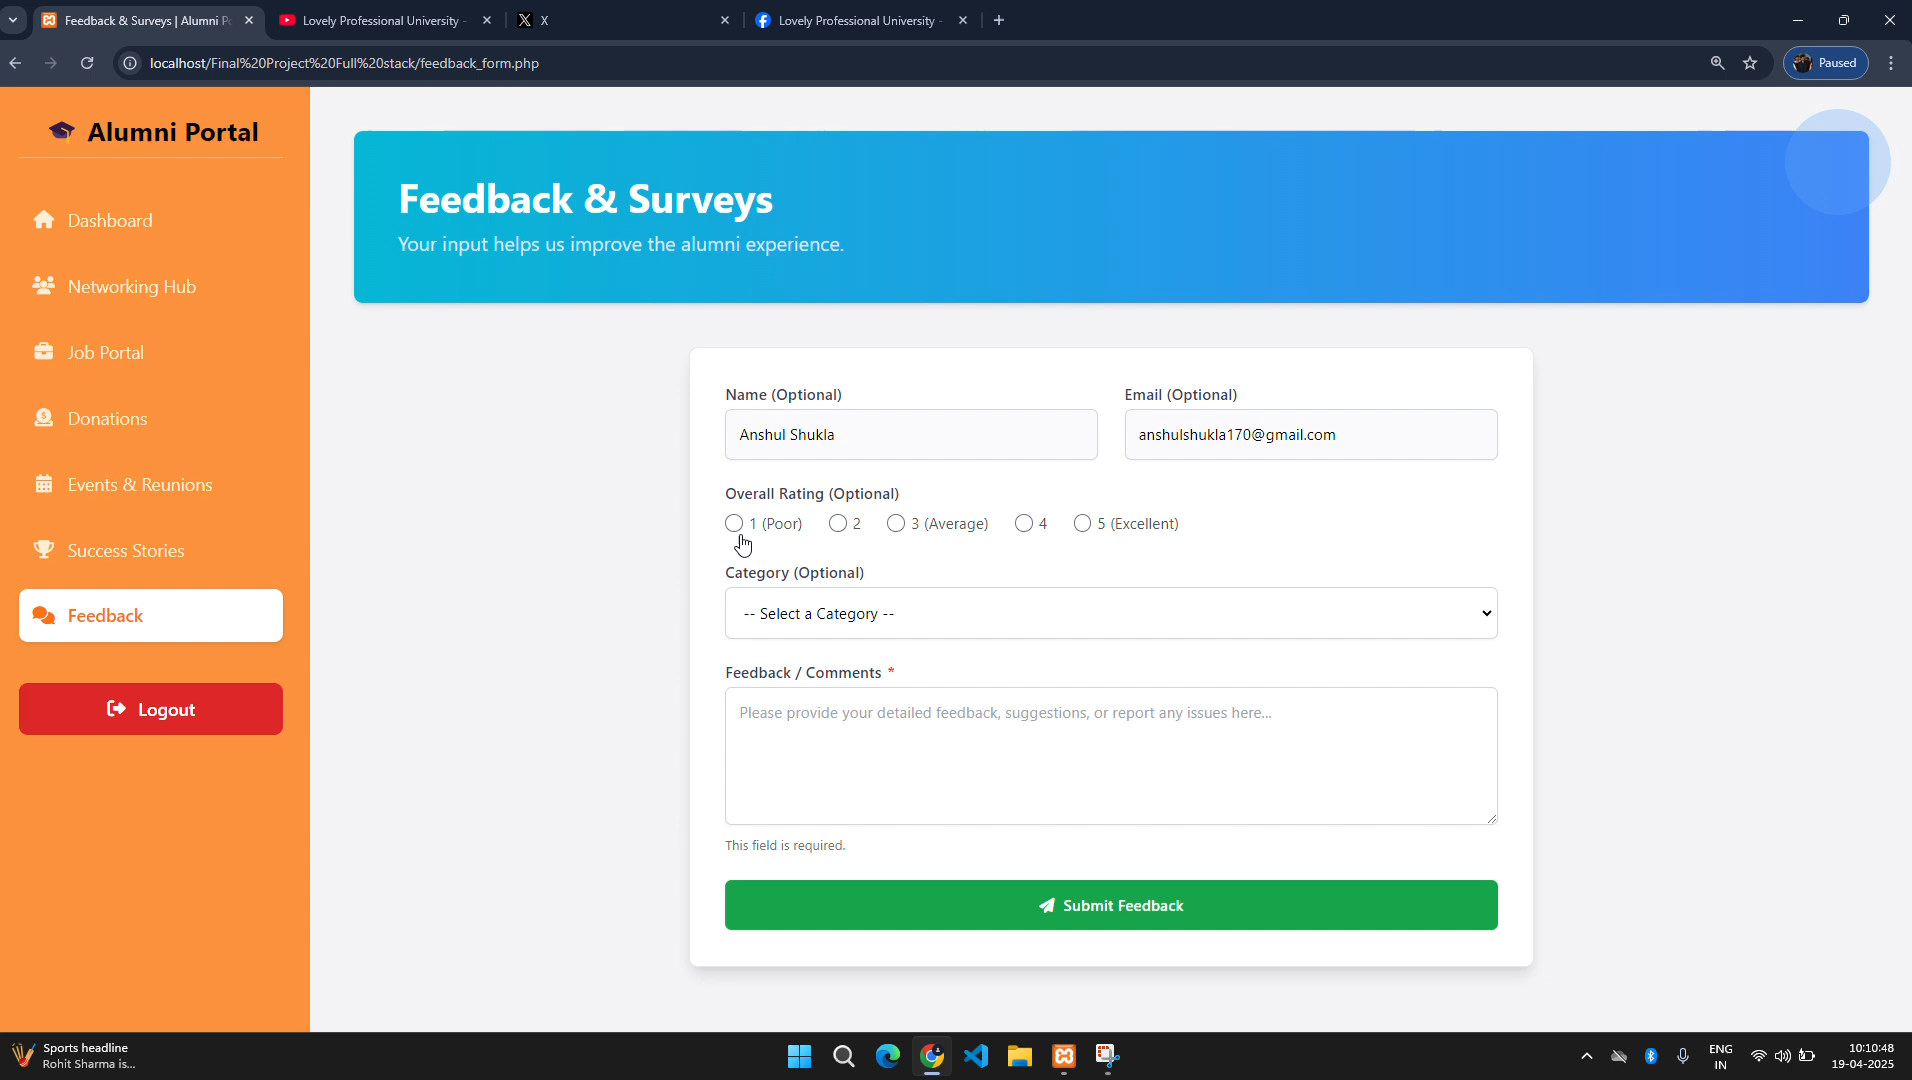 Feedback & Surveys | Alumni P
Lovely Professional University -
X
Lovely Professional University -
localhost/Final%20Project%20Full%20stack/feedback_form.php
Paused
Alumni Portal
Dashboard
Networking Hub
Job Portal
Donations
Events & Reunions
Success Stories
Feedback
Logout
Feedback & Surveys
Your input helps us improve the alumni experience.
Name (Optional)
Email (Optional)
Anshul Shukla
anshulshukla170@gmail.com
Overall Rating (Optional)
1 (Poor) 2 3 (Average) 4 5 (Excellent)
Category (Optional)
-- Select a Category --
Feedback / Comments *
Please provide your detailed feedback, suggestions, or report any issues here...
This field is required.
Submit Feedback
Sports headline
Rohit Sharma is...
ENG
IN
10:10:48
19-04-2025